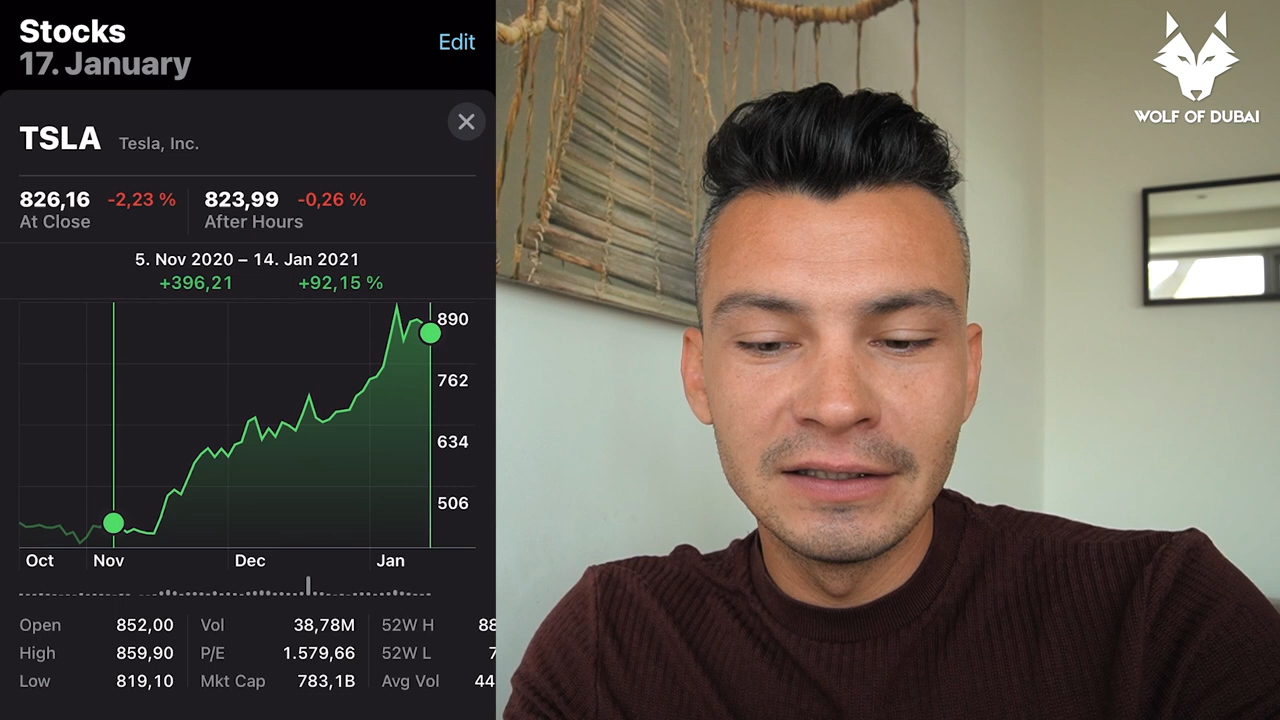 Stocks
17. January
Edit
TSLA Tesla, Inc.
826,16 -2,23 % 823,99 -0,26 %
At Close After Hours
5. Nov 2020 – 14. Jan 2021
+396,21 +92,15 %
890
762
634
506
Oct Nov Dec Jan
Open 852,00 Vol 38,78M 52W H 88
High 859,90 P/E 1.579,66 52W L 7
Low 819,10 Mkt Cap 783,1B Avg Vol 44
WOLF OF DUBAI